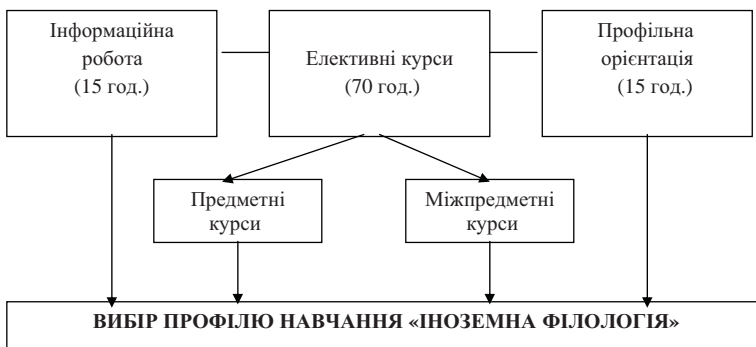 Інформаційна
робота
(15 год.)
Елективні курси
(70 год.)
Профільна
орієнтація
(15 год.)
Предметні
курси
Міжпредметні
курси
ВИБІР ПРОФІЛЮ НАВЧАННЯ «ІНОЗЕМНА ФІЛОЛОГІЯ»